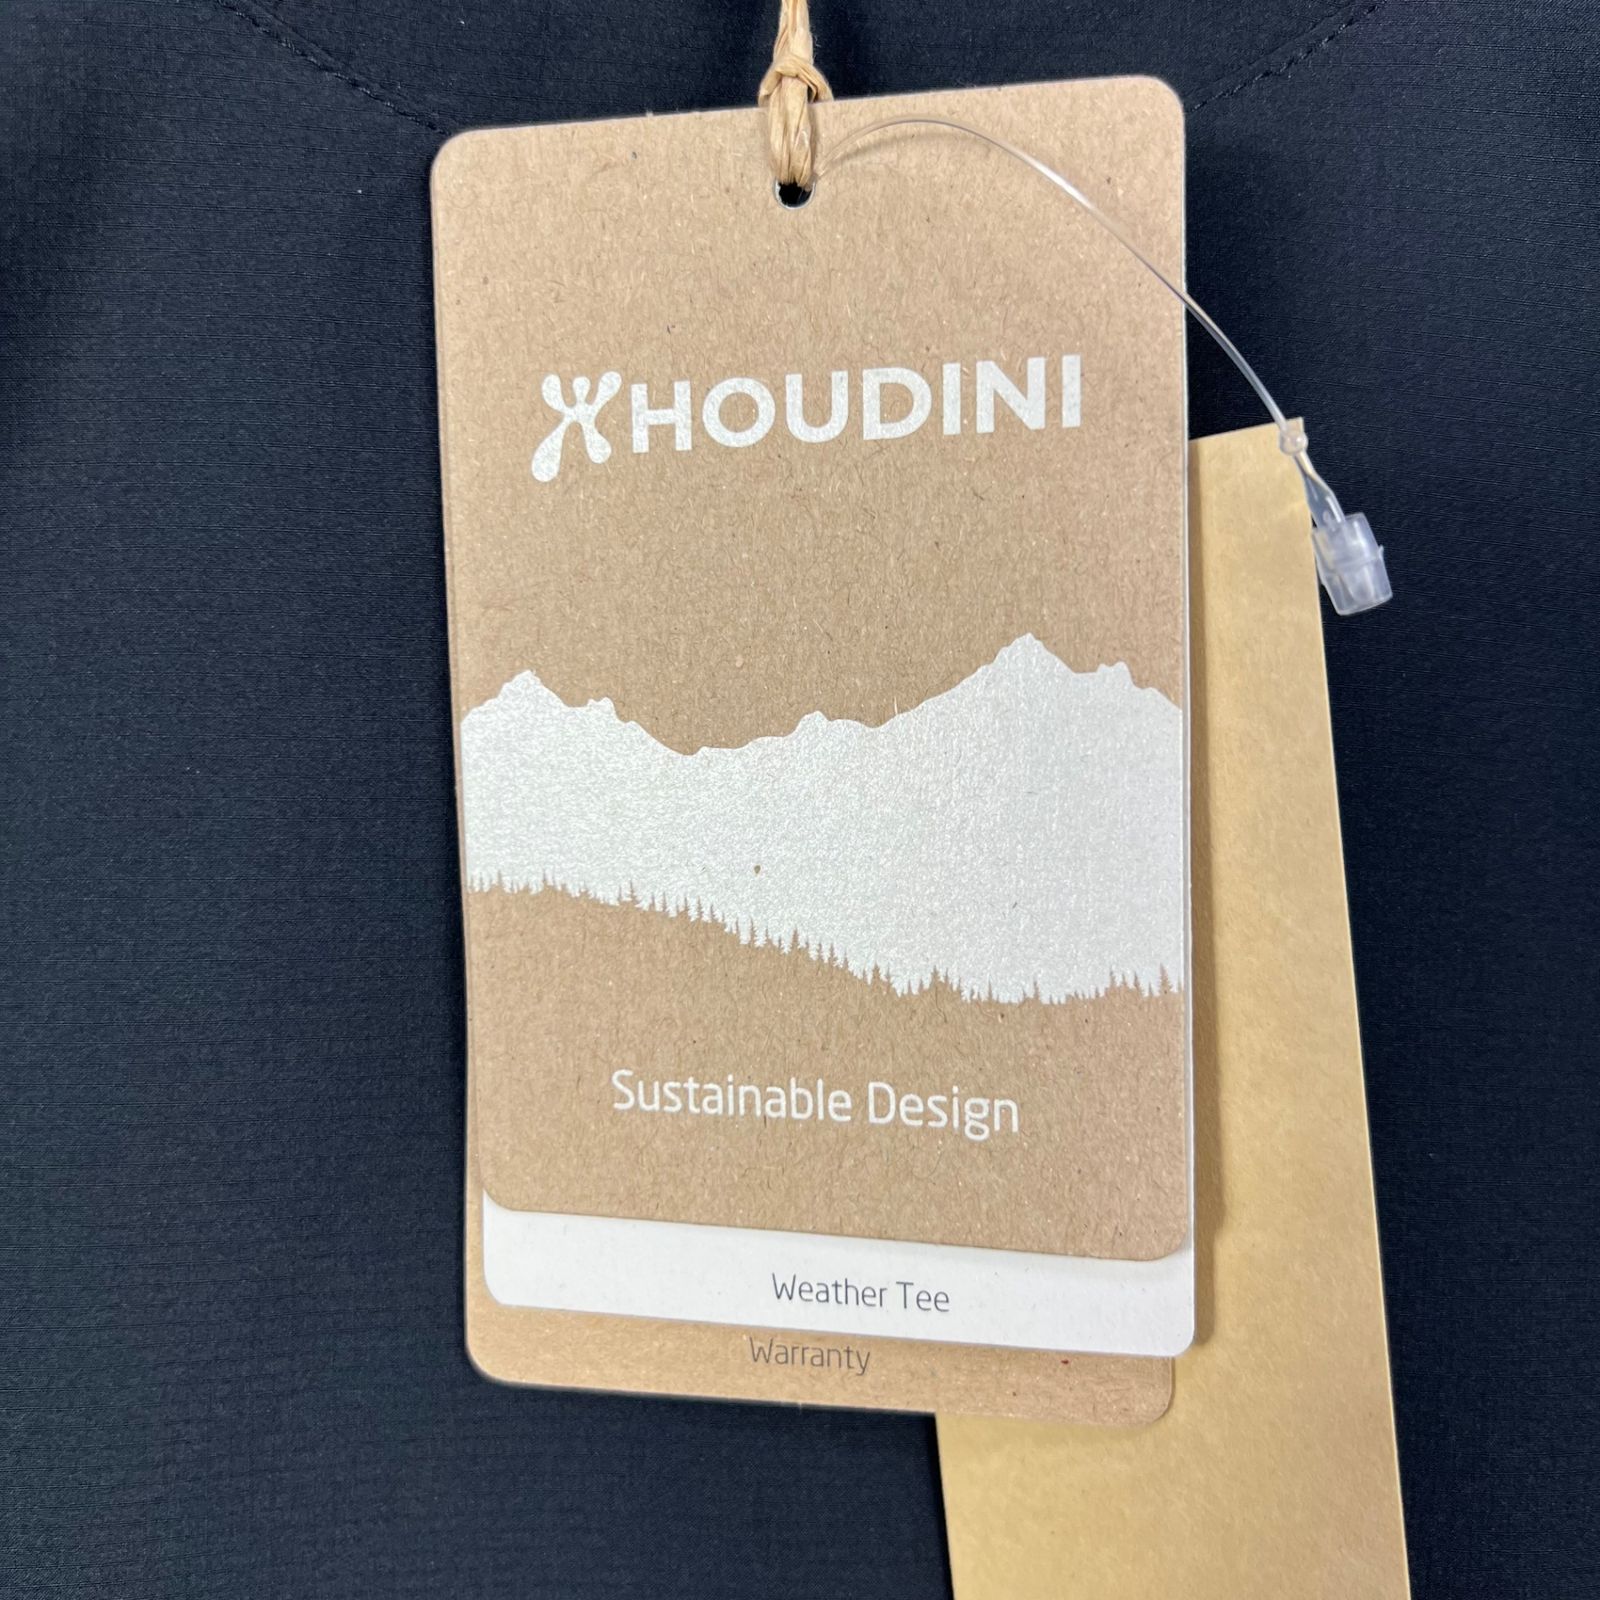 HOUDINI
Sustainable Design
Weather Tee
Warranty